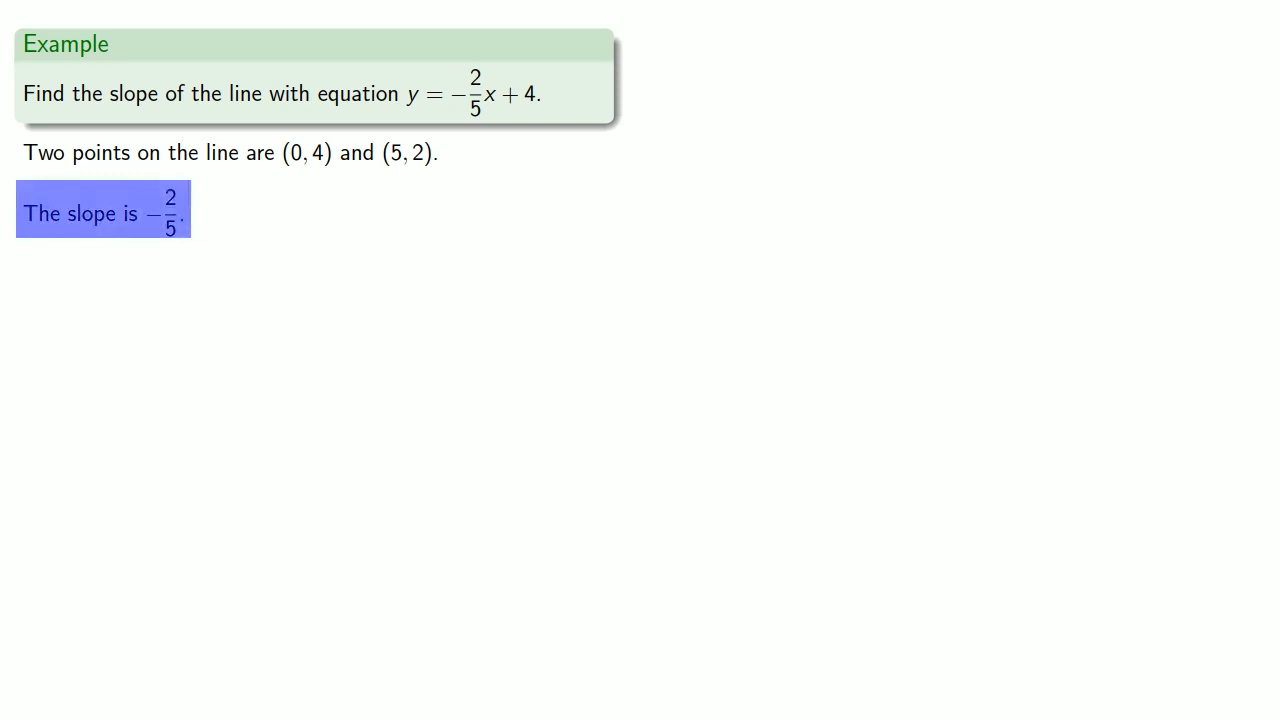 Example
Find the slope of the line with equation y = −2/5x + 4.
Two points on the line are (0, 4) and (5, 2).
The slope is −2/5.